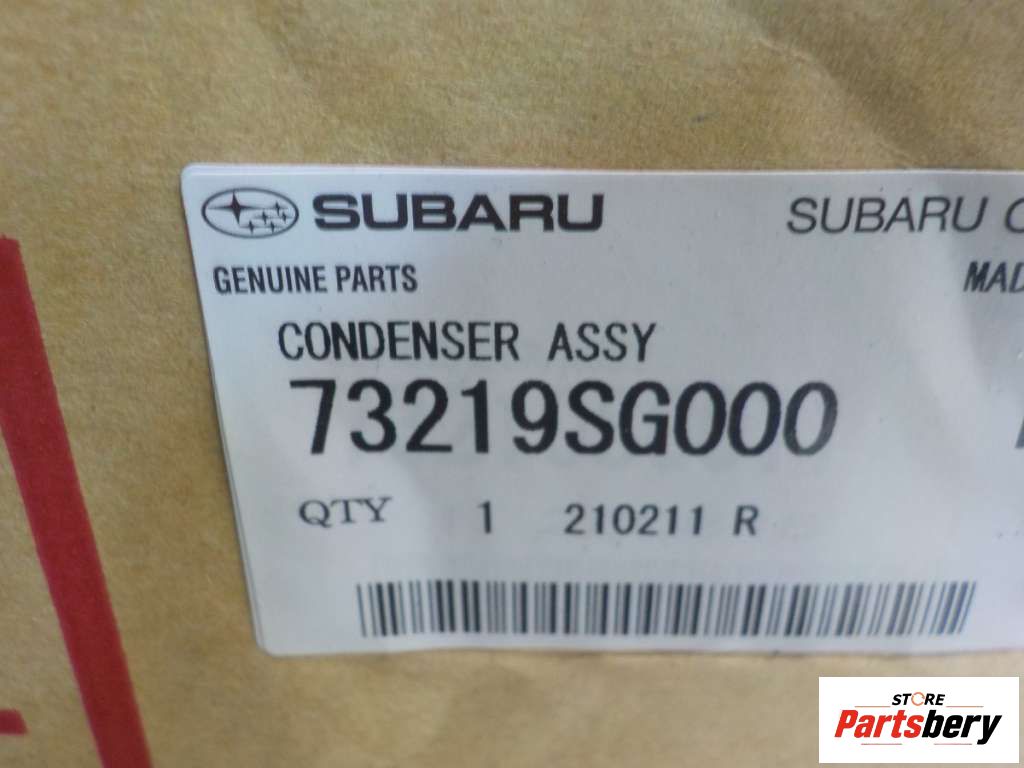 SUBARU SUBARU
GENUINE PARTS
CONDENSER ASSY
73219SG000
QTY 1 210211 R
STORE
Partsbery